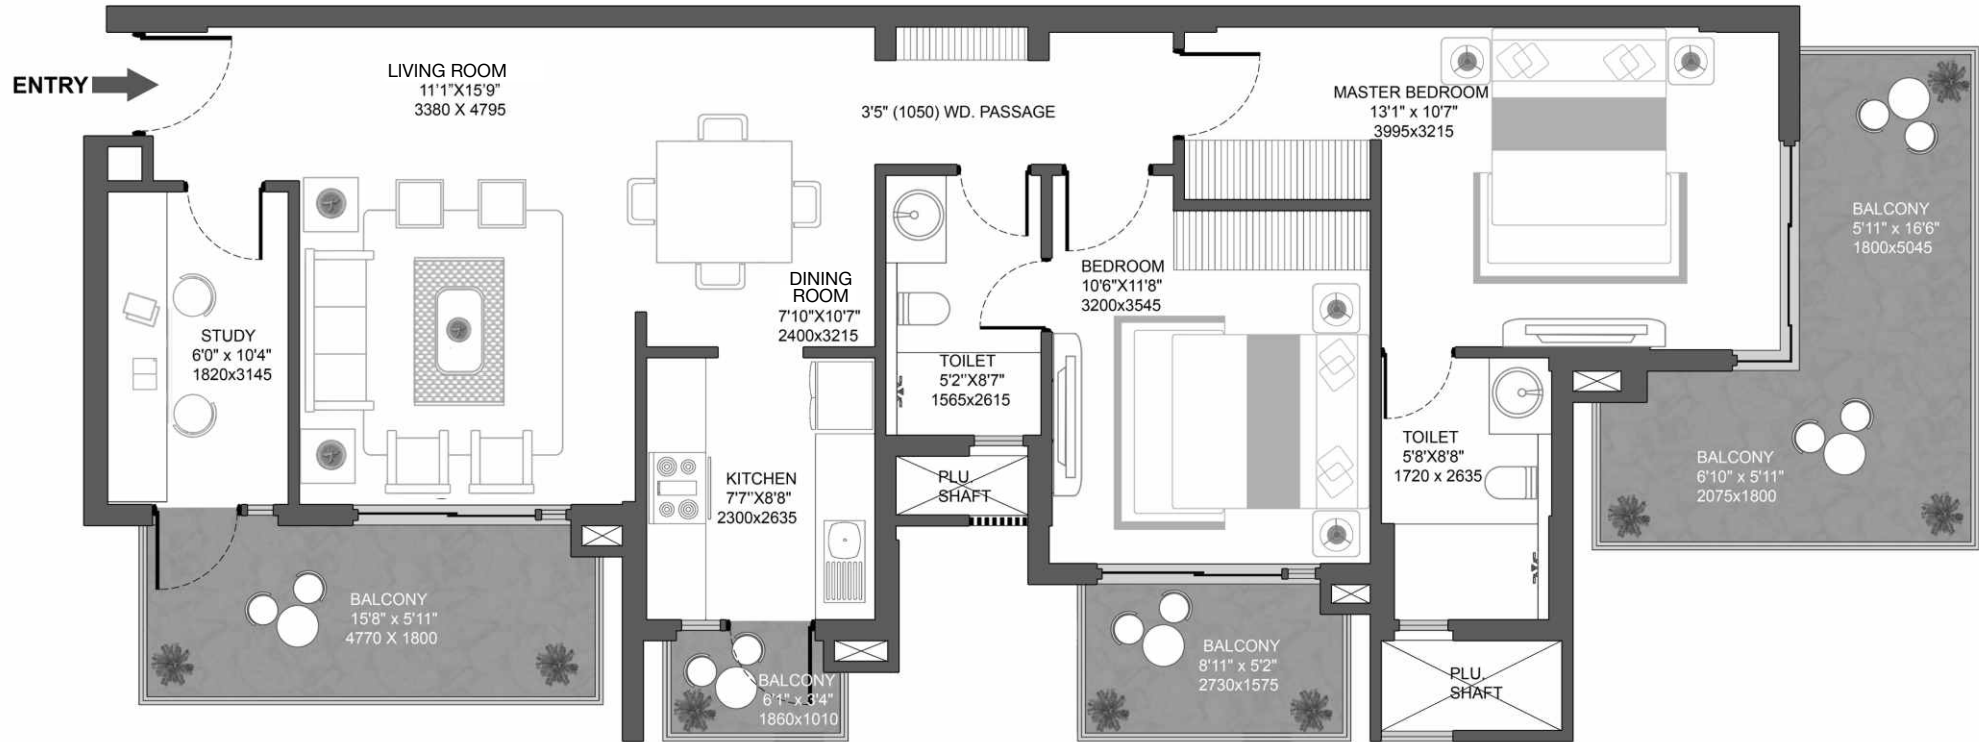 ENTRY
LIVING ROOM
11'1"X15'9"
3380 X 4795
3'5" (1050) WD. PASSAGE
MASTER BEDROOM
13'1" x 10'7"
3995x3215
BALCONY
5'11" x 16'6"
1800x5045
DINING
ROOM
7'10"X10'7"
2400x3215
BEDROOM
10'6"X11'8"
3200x3545
STUDY
6'0" x 10'4"
1820x3145
TOILET
5'2"X8'7"
1565x2615
KITCHEN
7'7"X8'8"
2300x2635
PLU.
SHAFT
TOILET
5'8'X8'8"
1720 x 2635
BALCONY
6'10" x 5'11"
2075x1800
BALCONY
15'8" x 5'11"
4770 X 1800
BALCONY
6'1" x 3'4"
1860x1010
BALCONY
8'11" x 5'2"
2730x1575
PLU.
SHAFT